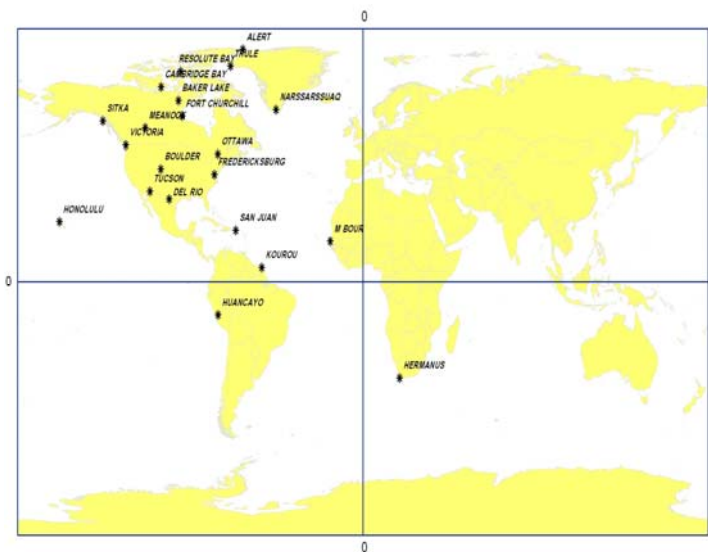 0
ALERT
THULE
RESOLUTE BAY
CAMBRIDGE BAY
BAKER LAKE
FORT CHURCHILL
NARSSARSSUAQ
SITKA
MEANOOK
VICTORIA
OTTAWA
BOULDER
FREDERICKSBURG
TUCSON
DEL RIO
HONOLULU
SAN JUAN
M BOUR
KOUROU
0
HUANCAYO
HERMANUS
0